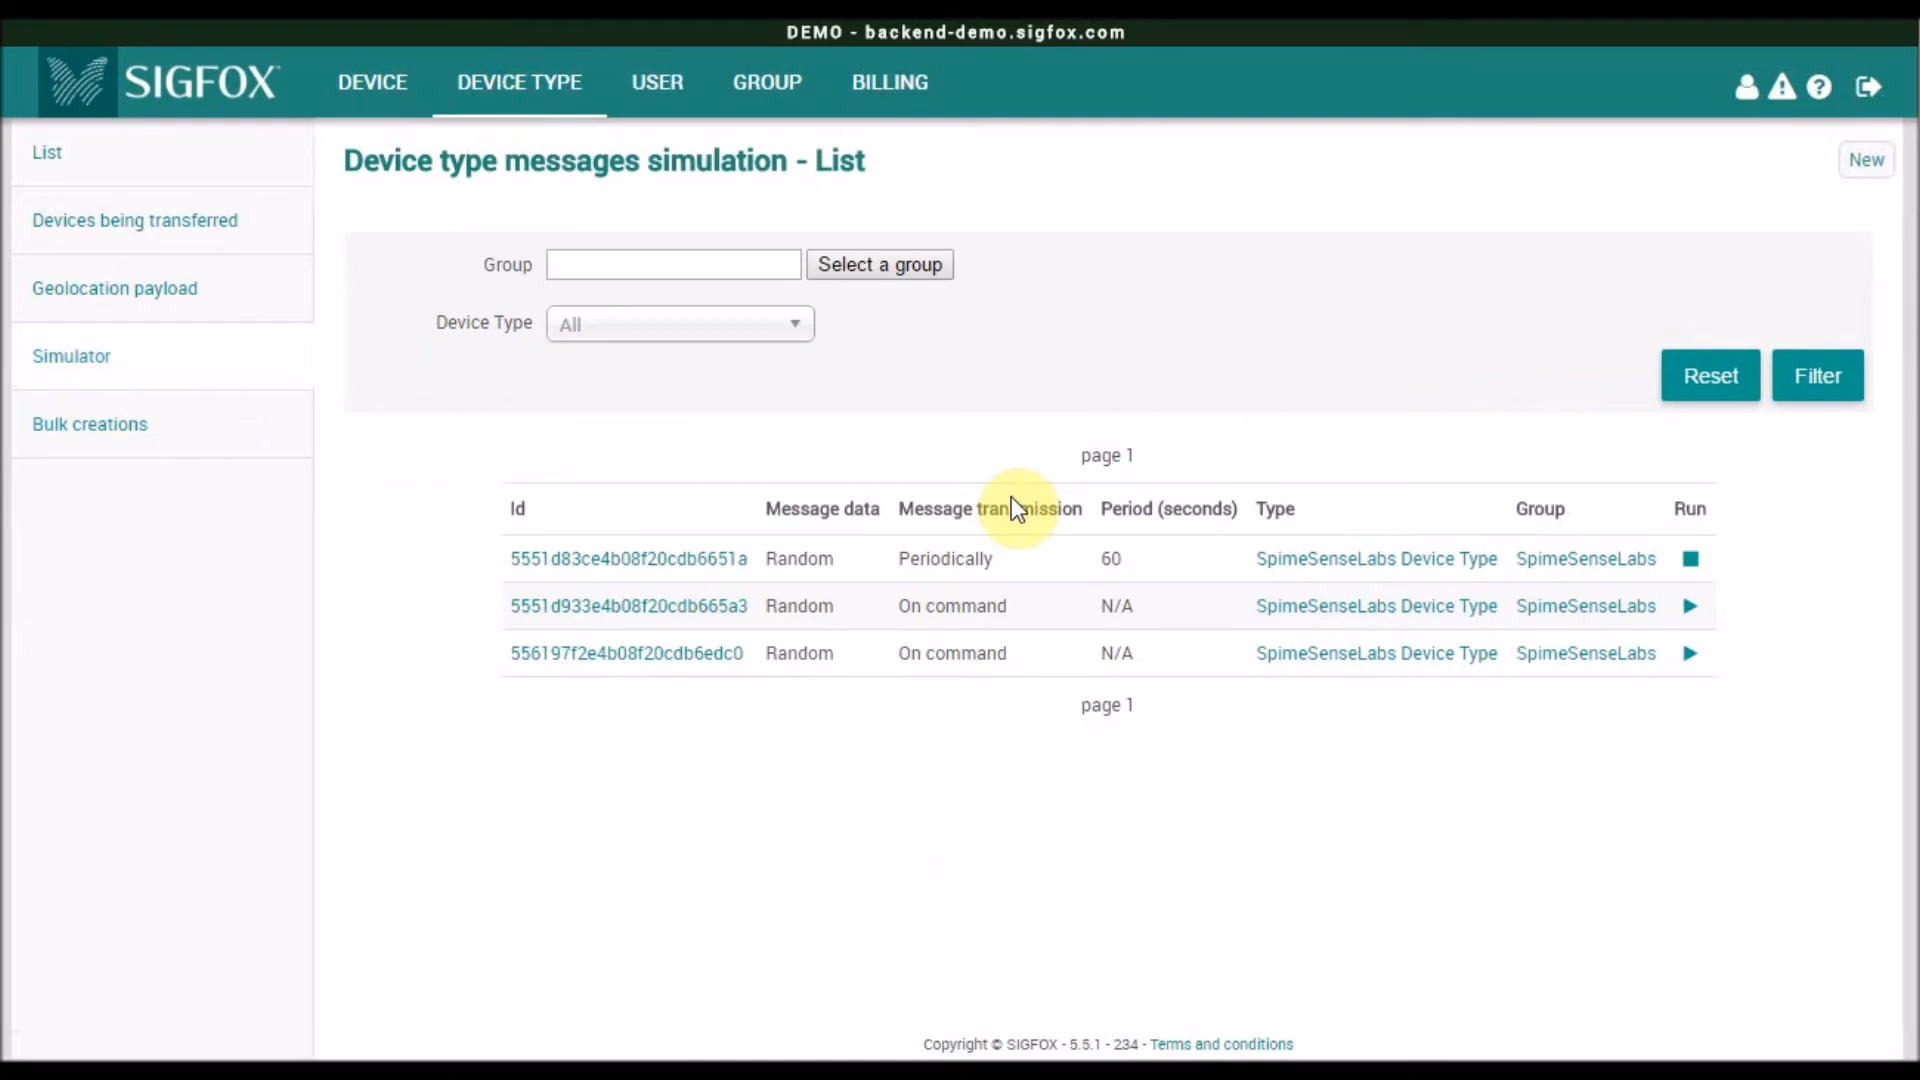 DEMO - backend-demo.sigfox.com
SIGFOX DEVICE DEVICE TYPE USER GROUP BILLING
List
Devices being transferred
Geolocation payload
Simulator
Bulk creations
Device type messages simulation - List
New
Group Select a group
Device Type All
Reset Filter
page 1
Id Message data Message transmission Period (seconds) Type Group Run
5551d83ce4b08f20cdb6651a Random Periodically 60 SpimeSenseLabs Device Type SpimeSenseLabs
5551d933e4b08f20cdb665a3 Random On command N/A SpimeSenseLabs Device Type SpimeSenseLabs
556197f2e4b08f20cdb6edc0 Random On command N/A SpimeSenseLabs Device Type SpimeSenseLabs
page 1
Copyright © SIGFOX - 5.5.1 - 234 - Terms and conditions